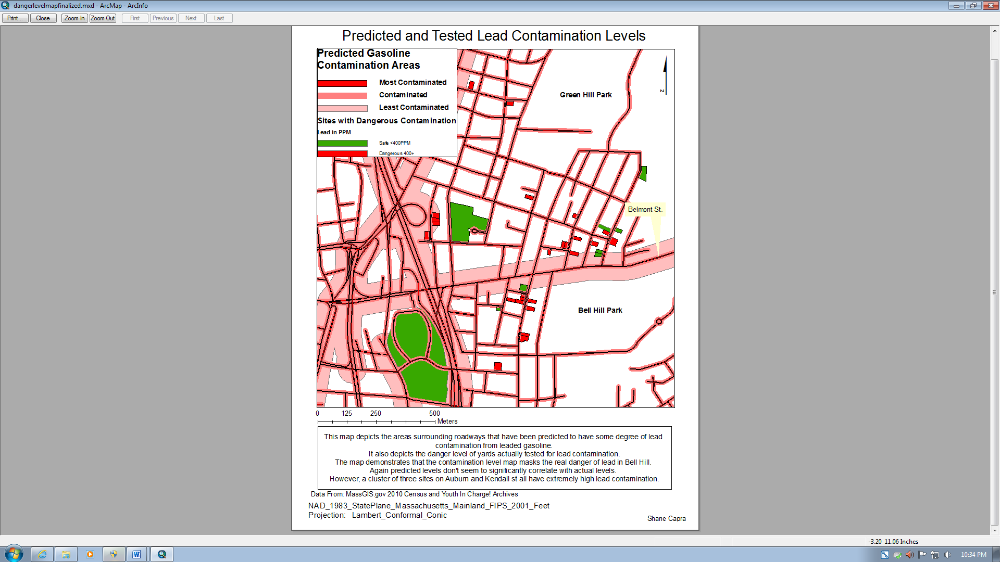 dangerlevelmapfinalized.mxd - ArcMap - ArcInfo
Print... Close Zoom In Zoom Out First Previous Next Last
Predicted and Tested Lead Contamination Levels
Predicted Gasoline
Contamination Areas
Most Contaminated
Contaminated
Least Contaminated
Sites with Dangerous Contamination
Lead in PPM
Safe <400PPM
Dangerous 400+
Green Hill Park
N
Belmont St.
Bell Hill Park
0 125 250 500
Meters
This map depicts the areas surrounding roadways that have been predicted to have some degree of lead
contamination from leaded gasoline.
It also depicts the danger level of yards actually tested for lead contamination.
The map demonstrates that the contamination level map masks the real danger of lead in Bell Hill.
Again predicted levels don't seem to significantly correlate with actual levels.
However, a cluster of three sites on Auburn and Kendall st all have extremely high lead contamination.
Data From: MassGIS.gov 2010 Census and Youth In Charge! Archives
NAD_1983_StatePlane_Massachusetts_Mainland_FIPS_2001_Feet
Projection: Lambert_Conformal_Conic
Shane Capra
-3.20 11.06 Inches
10:34 PM